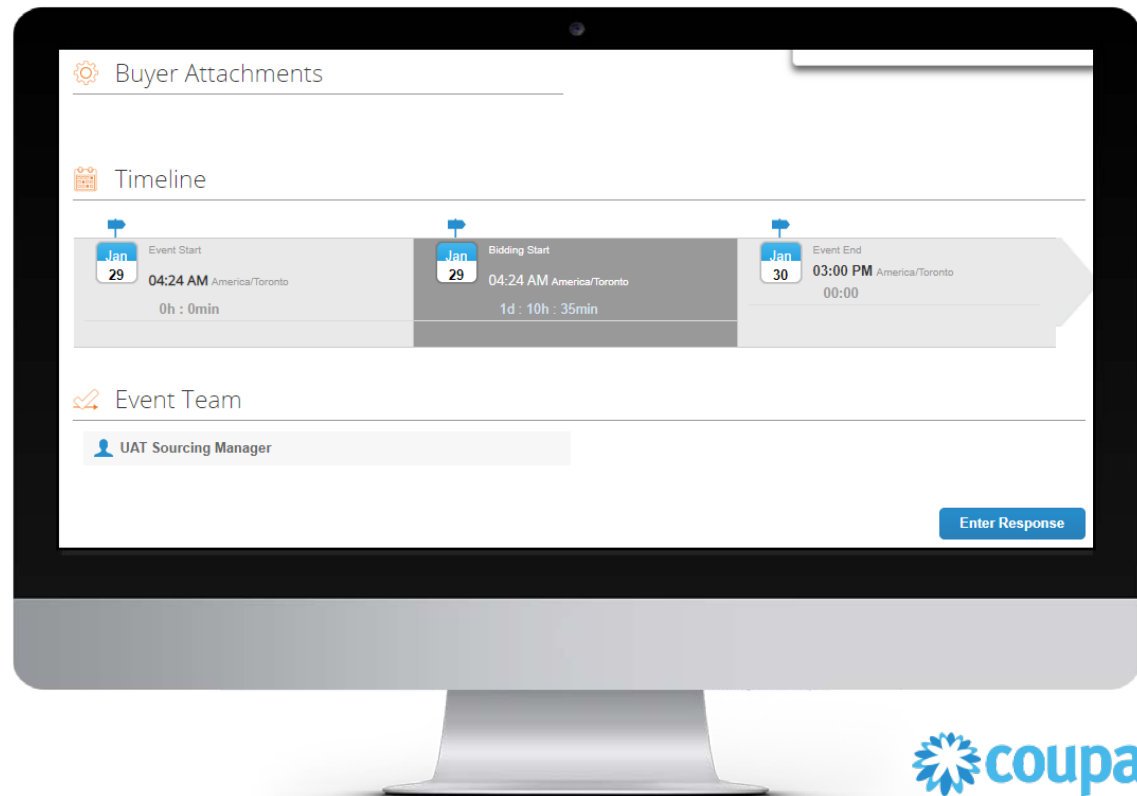 Buyer Attachments
Timeline
Jan
29
Event Start
04:24 AM America/Toronto
0h : 0min
Jan
29
Bidding Start
04:24 AM America/Toronto
1d : 10h : 35min
Jan
30
Event End
03:00 PM America/Toronto
00:00
Event Team
UAT Sourcing Manager
Enter Response
coupa